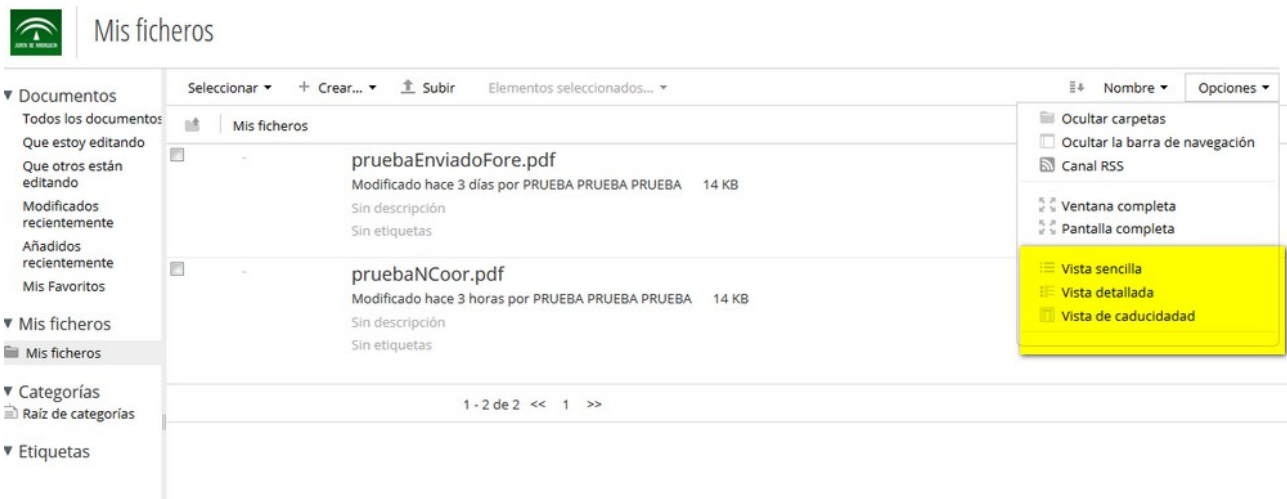 JUNTA DE ANDALUCIA
Mis ficheros
Documentos
Todos los documentos
Que estoy editando
Que otros están
editando
Modificados
recientemente
Añadidos
recientemente
Mis Favoritos
Mis ficheros
Mis ficheros
Categorías
Raíz de categorías
Etiquetas
Seleccionar
Crear...
Subir
Elementos seleccionados...
Nombre
Opciones
Mis ficheros
pruebaEnviadoFore.pdf
Modificado hace 3 días por PRUEBA PRUEBA PRUEBA 14 KB
Sin descripción
Sin etiquetas
pruebaNCoor.pdf
Modificado hace 3 horas por PRUEBA PRUEBA PRUEBA 14 KB
Sin descripción
Sin etiquetas
1 - 2 de 2 << 1 >>
Ocultar carpetas
Ocultar la barra de navegación
Canal RSS
Ventana completa
Pantalla completa
Vista sencilla
Vista detallada
Vista de caducidadad